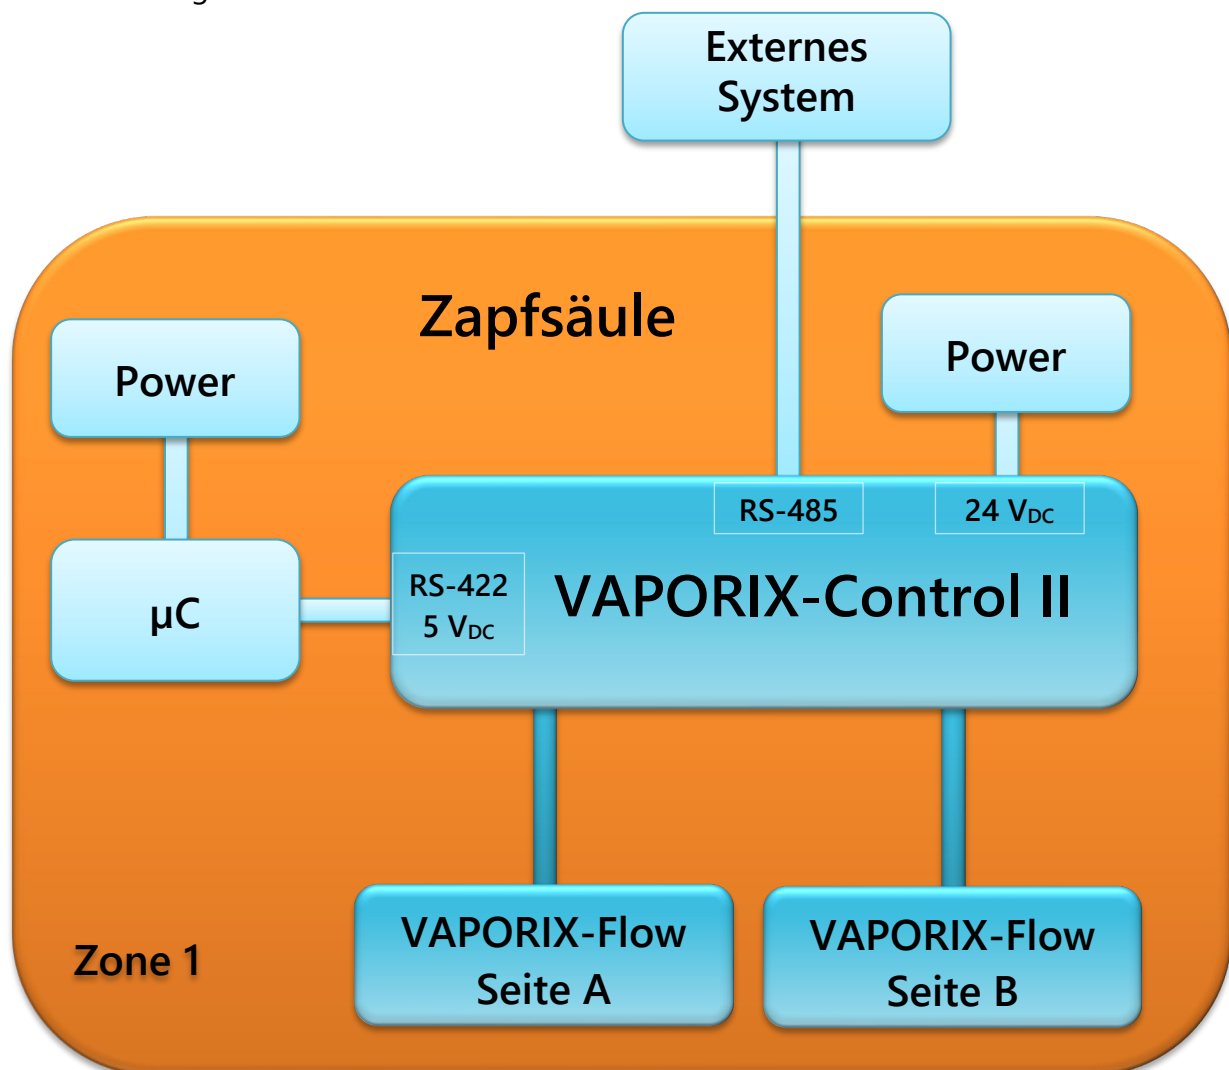 Externes
System
Zapfsäule
Power
Power
RS-485
24 VDC
µC
RS-422
5 VDC
VAPORIX-Control II
VAPORIX-Flow
Seite A
VAPORIX-Flow
Seite B
Zone 1